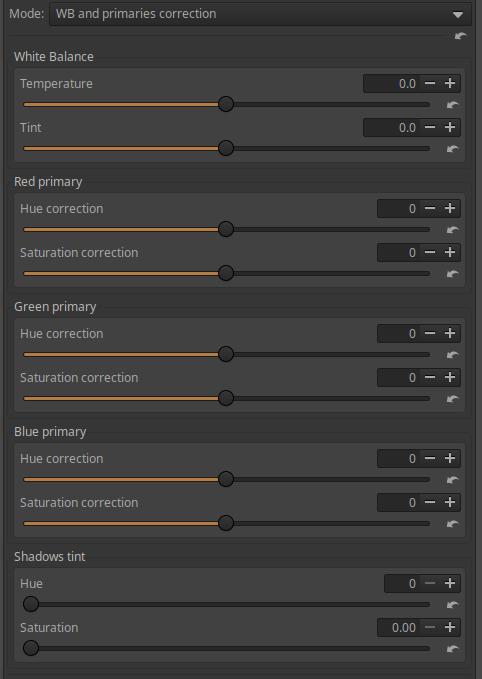 Mode: WB and primaries correction
White Balance
Temperature 0.0
Tint 0.0
Red primary
Hue correction 0
Saturation correction 0
Green primary
Hue correction 0
Saturation correction 0
Blue primary
Hue correction 0
Saturation correction 0
Shadows tint
Hue 0
Saturation 0.00